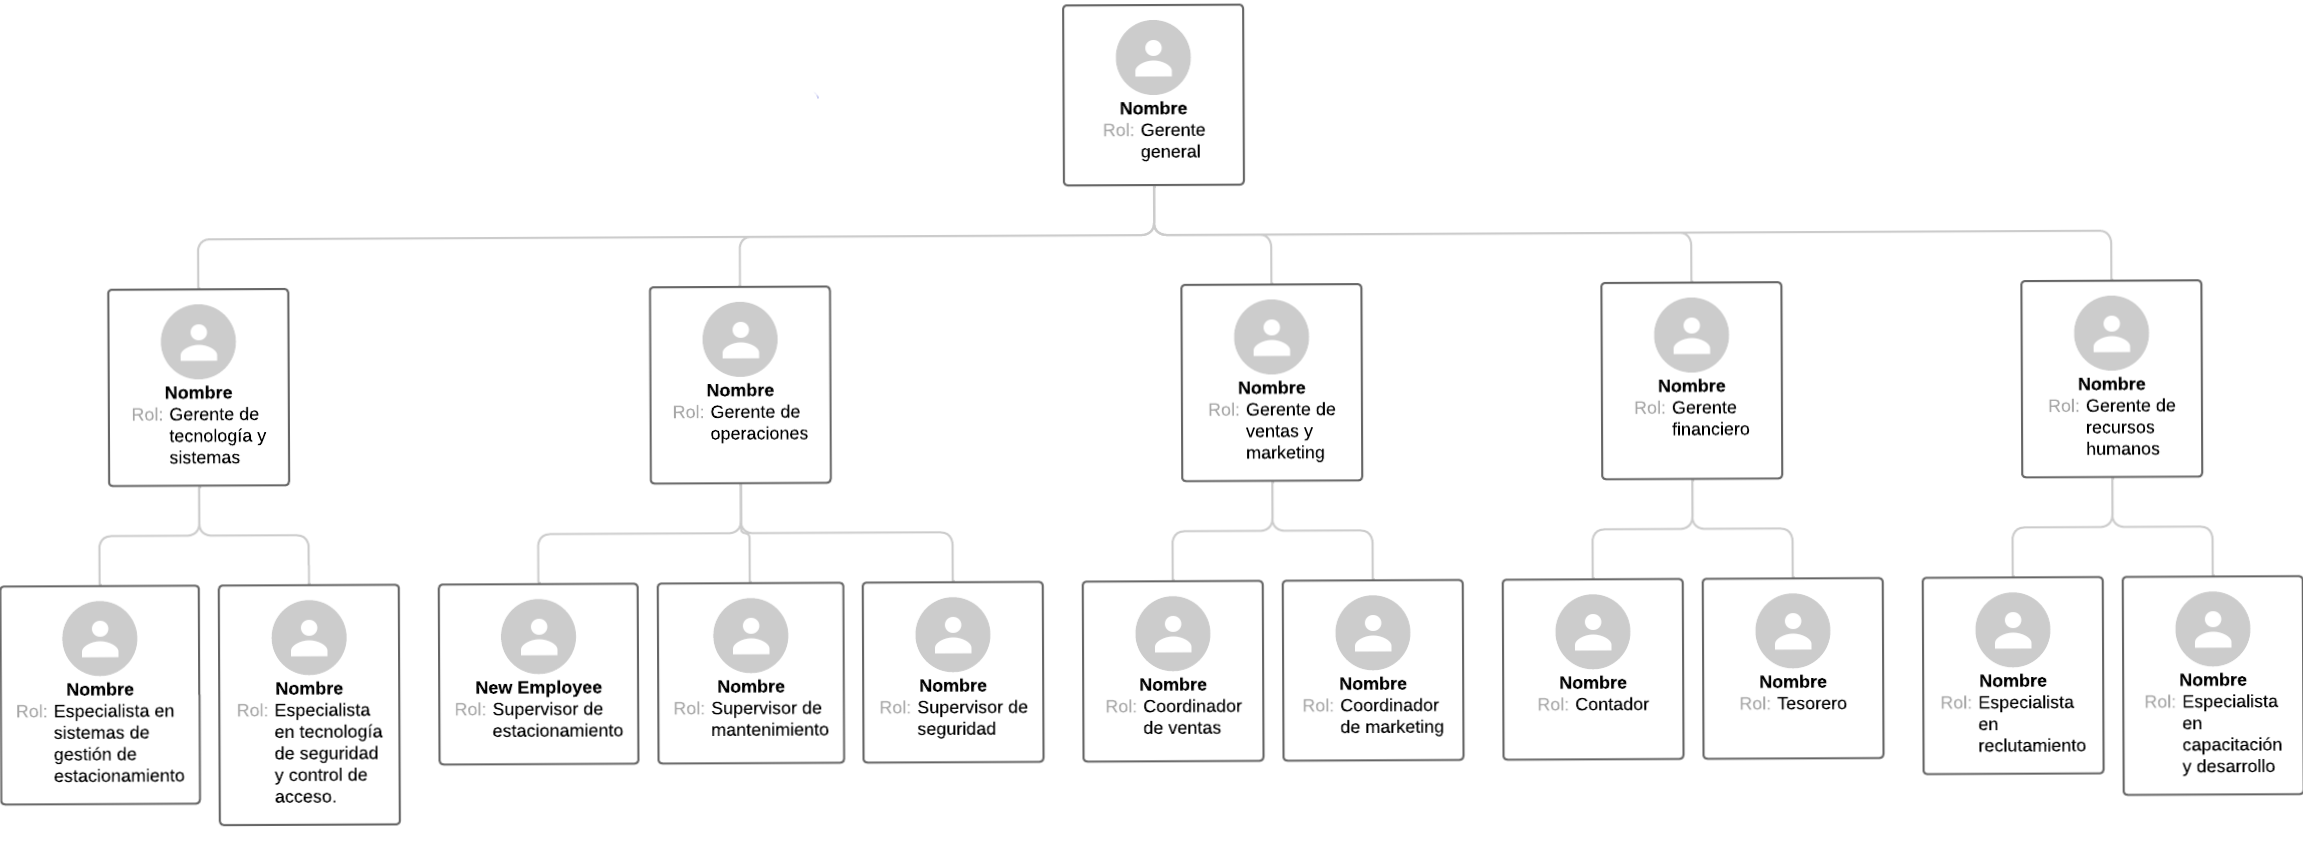 Nombre
Rol: Gerente
general
Nombre
Rol: Gerente de
tecnología y
sistemas
Nombre
Rol: Gerente de
operaciones
Nombre
Rol: Gerente de
ventas y
marketing
Nombre
Rol: Gerente
financiero
Nombre
Rol: Gerente de
recursos
humanos
Nombre
Rol: Especialista en
sistemas de
gestión de
estacionamiento
Nombre
Rol: Especialista
en tecnología
de seguridad
y control de
acceso.
New Employee
Rol: Supervisor de
estacionamiento
Nombre
Rol: Supervisor de
mantenimiento
Nombre
Rol: Supervisor de
seguridad
Nombre
Rol: Coordinador
de ventas
Nombre
Rol: Coordinador
de marketing
Nombre
Rol: Contador
Nombre
Rol: Tesorero
Nombre
Rol: Especialista
en
reclutamiento
Nombre
Rol: Especialista
en
capacitación
y desarrollo